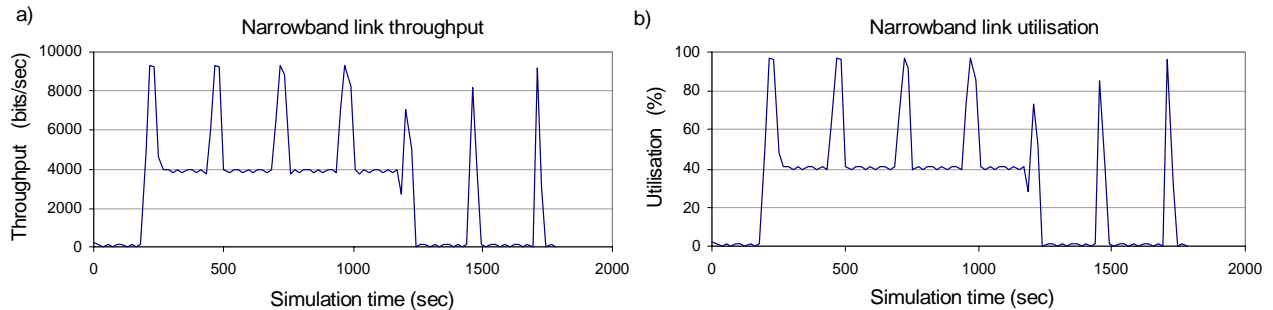 a)
Narrowband link throughput
Throughput (bits/sec)
10000
8000
6000
4000
2000
0
0 500 1000 1500 2000
Simulation time (sec)
b)
Narrowband link utilisation
Utilisation (%)
100
80
60
40
20
0
0 500 1000 1500 2000
Simulation time (sec)